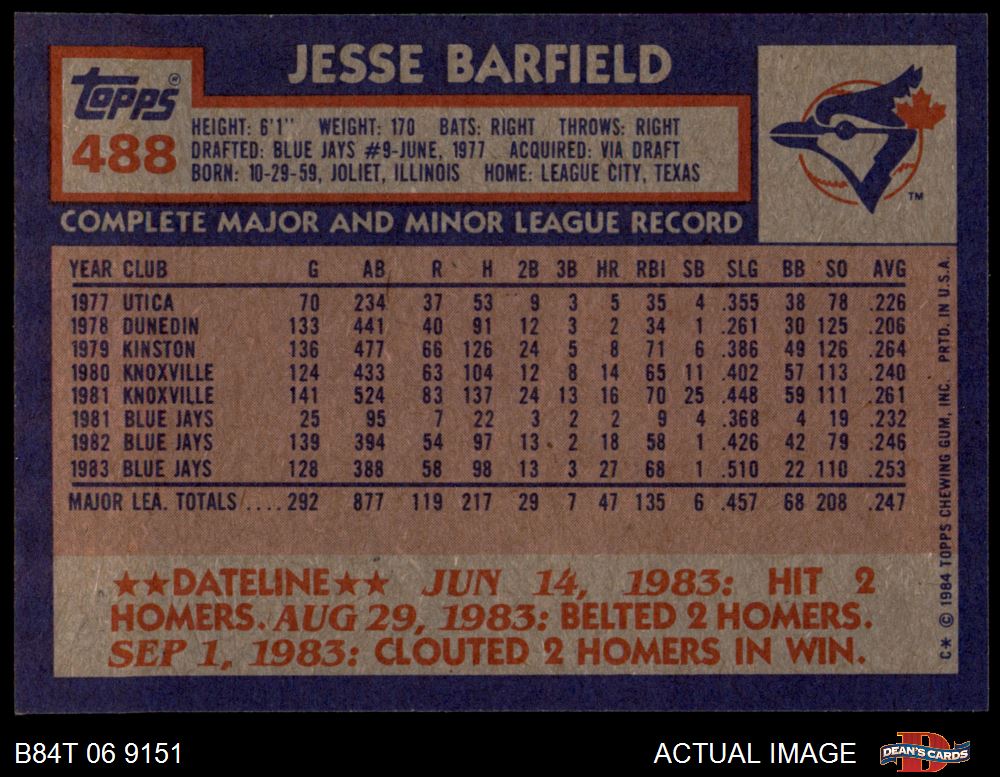 JESSE BARFIELD
Topps®
488
HEIGHT: 6'1" WEIGHT: 170 BATS: RIGHT THROWS: RIGHT
DRAFTED: BLUE JAYS #9-JUNE, 1977 ACQUIRED: VIA DRAFT
BORN: 10-29-59, JOLIET, ILLINOIS HOME: LEAGUE CITY, TEXAS
TM
COMPLETE MAJOR AND MINOR LEAGUE RECORD
YEAR CLUB G AB R H 2B 3B HR RBI SB SLG BB SO AVG
1977 UTICA 70 234 37 53 9 3 5 35 4 .355 38 78 .226
1978 DUNEDIN 133 441 40 91 12 3 2 34 1 .261 30 125 .206
1979 KINSTON 136 477 66 126 24 5 8 71 6 .386 49 126 .264
1980 KNOXVILLE 124 433 63 104 12 8 14 65 11 .402 57 113 .240
1981 KNOXVILLE 141 524 83 137 24 13 16 70 25 .448 59 111 .261
1981 BLUE JAYS 25 95 7 22 3 2 2 9 4 .368 4 19 .232
1982 BLUE JAYS 139 394 54 97 13 2 18 58 1 .426 42 79 .246
1983 BLUE JAYS 128 388 58 98 13 3 27 68 1 .510 22 110 .253
MAJOR LEA. TOTALS .... 292 877 119 217 29 7 47 135 6 .457 68 208 .247
★★DATELINE★★ JUN 14, 1983: HIT 2
HOMERS. AUG 29, 1983: BELTED 2 HOMERS.
SEP 1, 1983: CLOUTED 2 HOMERS IN WIN.
C* © 1984 TOPPS CHEWING GUM, INC. PRTD. IN U.S.A.
B84T 06 9151
ACTUAL IMAGE
D
DEAN'S CARDS